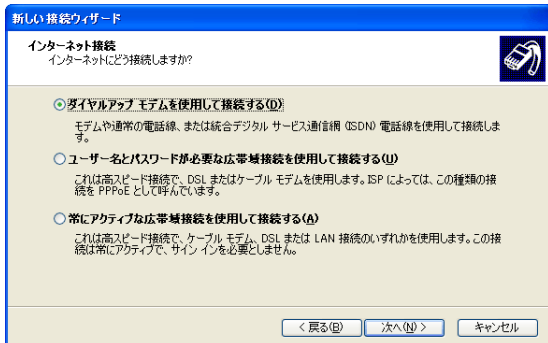 新しい接続ウィザード
インターネット接続
インターネットにどう接続しますか?
ダイヤルアップ モデムを使用して接続する(D)
モデムや通常の電話線、または統合デジタル サービス通信網 (ISDN) 電話線を使用して接続しま
す。
ユーザー名とパスワードが必要な広帯域接続を使用して接続する(U)
これは高スピード接続で、DSL またはケーブル モデムを使用します。ISP によっては、この種類の接
続を PPPoE として呼んでいます。
常にアクティブな広帯域接続を使用して接続する(A)
これは高スピード接続で、ケーブル モデム、DSL または LAN 接続のいずれかを使用します。この接
続は常にアクティブで、サイン インを必要としません。
< 戻る(B) 次へ(N) > キャンセル